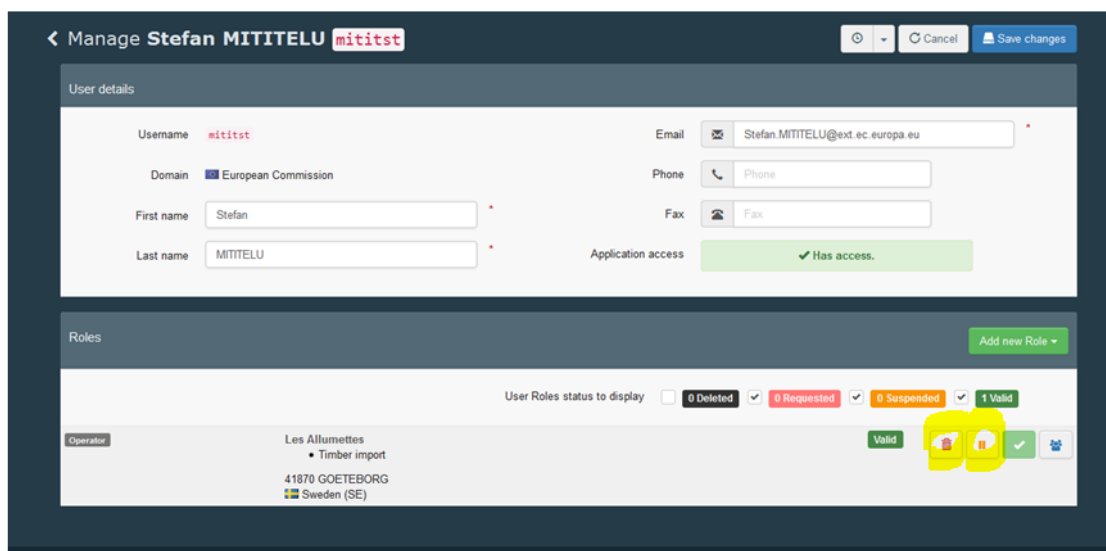 Manage Stefan MITITELU mititst
Cancel
Save changes
User details
Username mititst
Email Stefan.MITITELU@ext.ec.europa.eu *
Domain European Commission
Phone Phone
First name Stefan *
Fax Fax
Last name MITITELU *
Application access Has access.
Roles
Add new Role
User Roles status to display 0 Deleted 0 Requested 0 Suspended 1 Valid
Operator
Les Allumettes
Valid
• Timber import
41870 GOETEBORG
Sweden (SE)